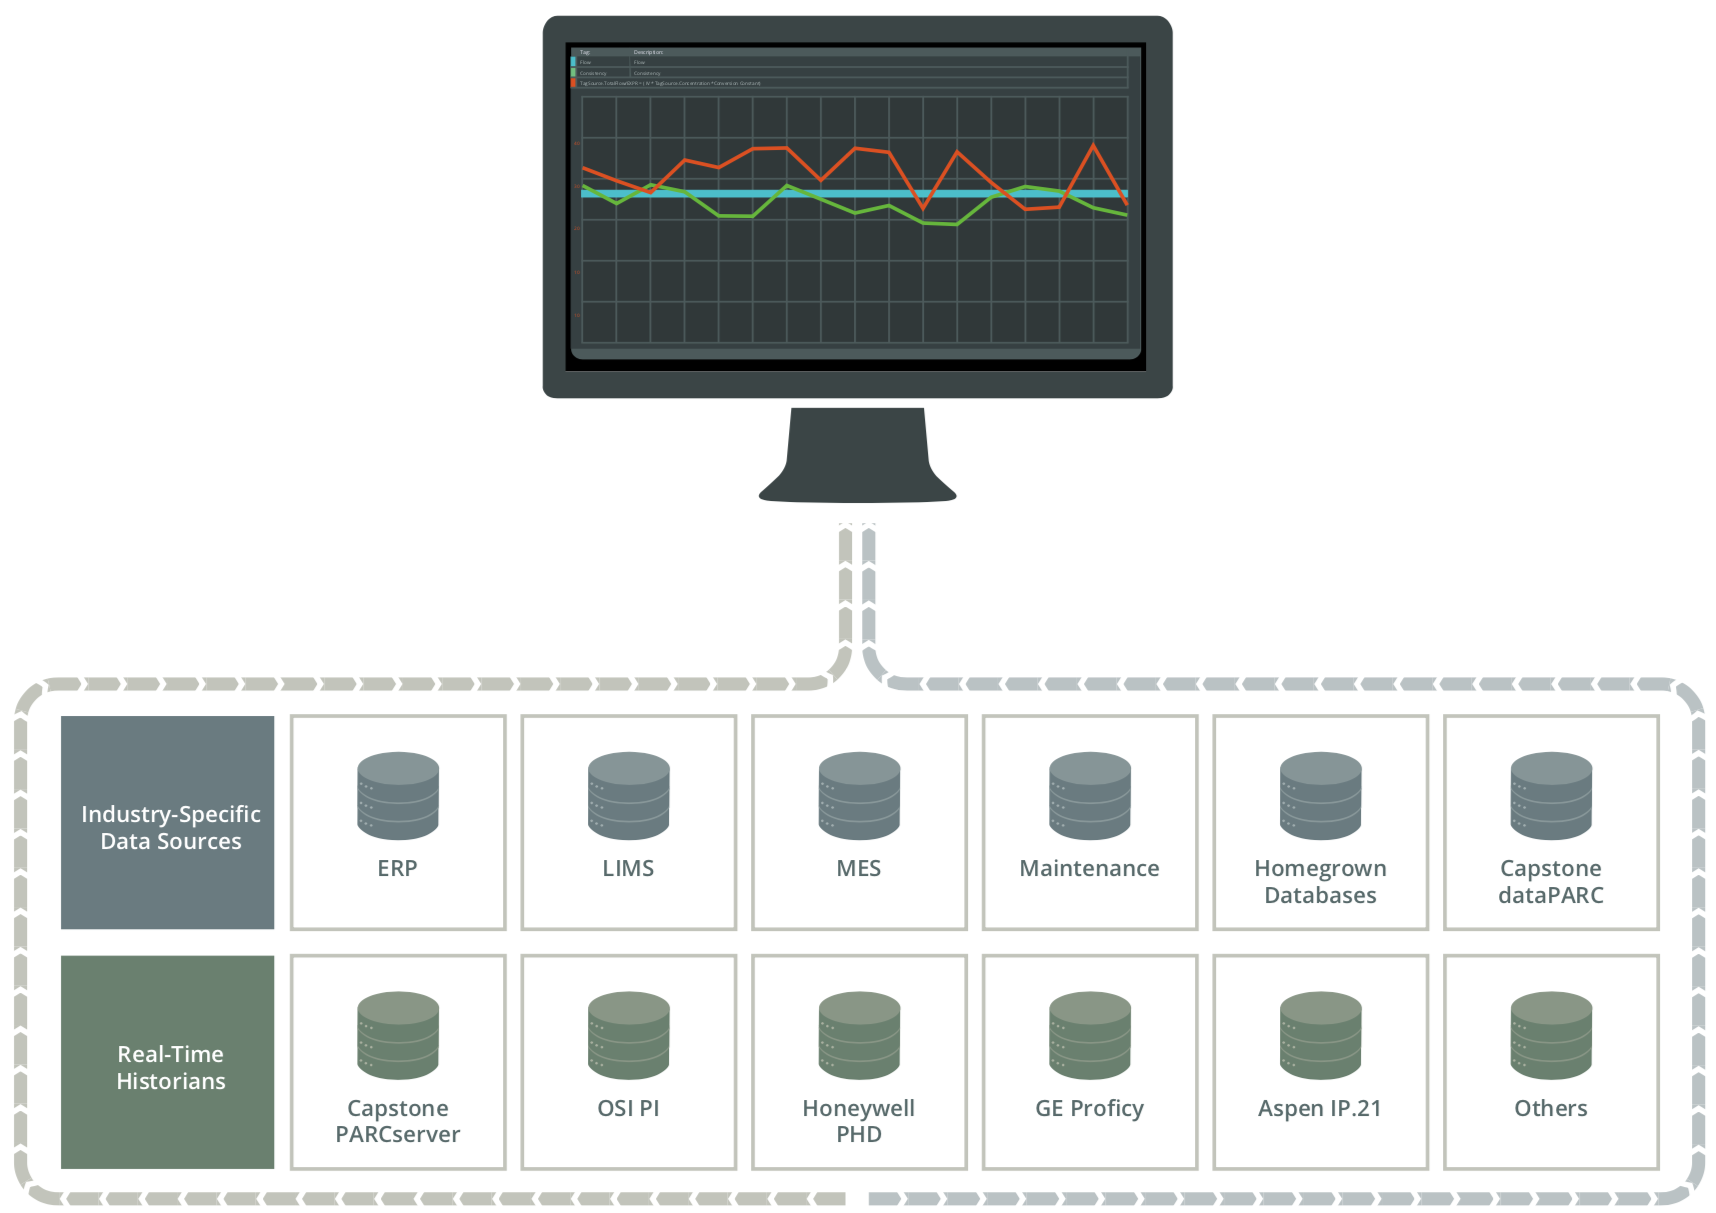 Tag: Description:
Flow Flow
Consistency Consistency
Industry-Specific
Data Sources
ERP
LIMS
MES
Maintenance
Homegrown
Databases
Capstone
dataPARC
Real-Time
Historians
Capstone
PARCserver
OSI PI
Honeywell
PHD
GE Proficy
Aspen IP.21
Others